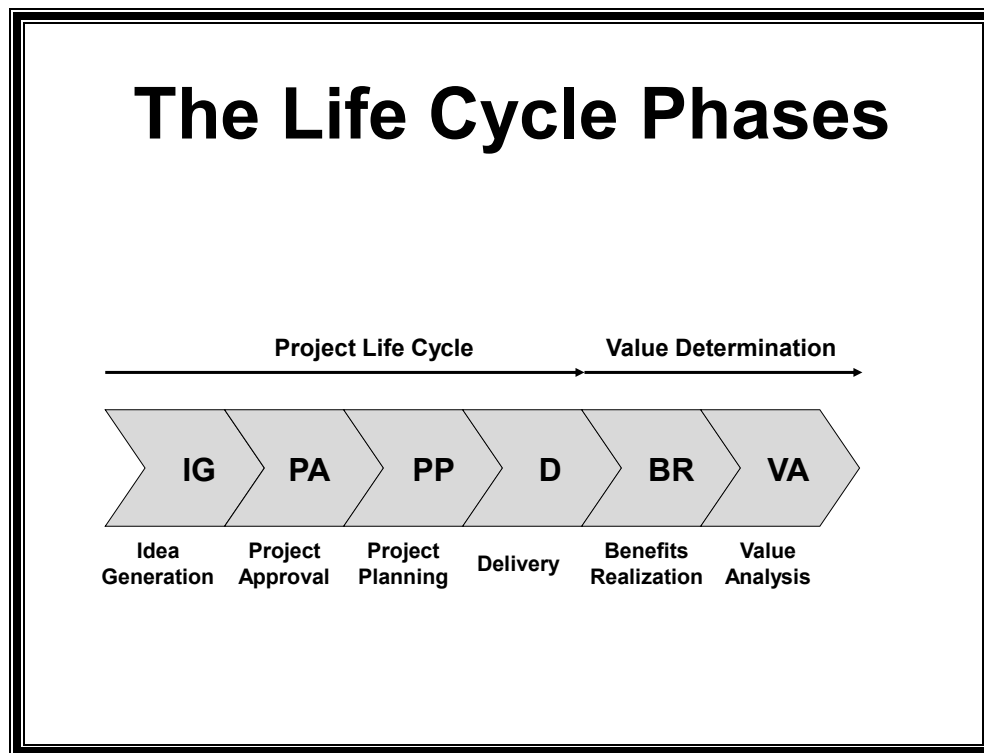 The Life Cycle Phases
Project Life Cycle
Value Determination
IG
PA
PP
D
BR
VA
Idea
Generation
Project
Approval
Project
Planning
Delivery
Benefits
Realization
Value
Analysis